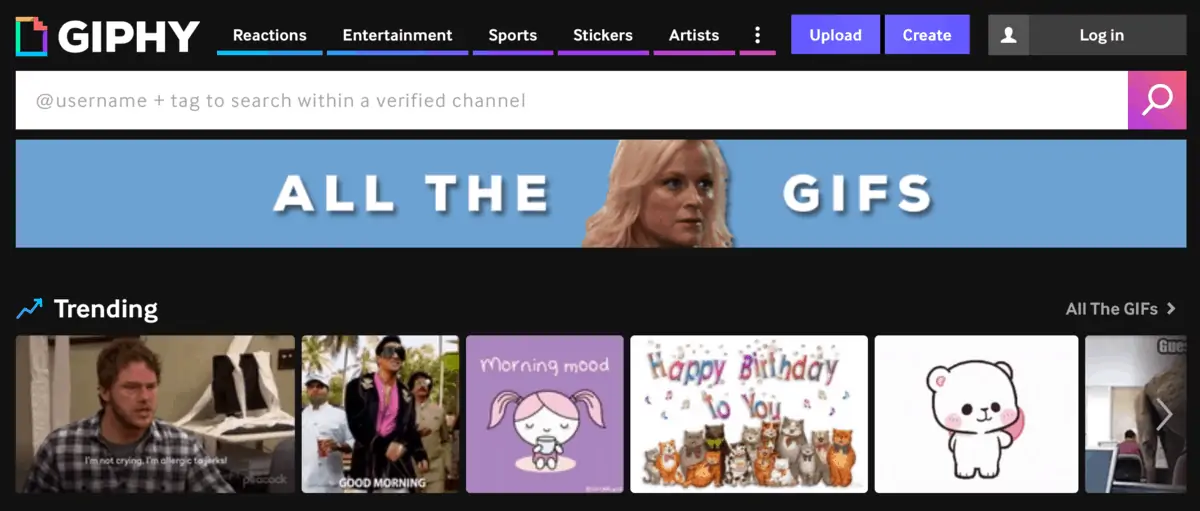 GIPHY
Reactions
Entertainment
Sports
Stickers
Artists
Upload
Create
Log in
@username + tag to search within a verified channel
ALL THE GIFS
Trending
All The GIFs
I'm not crying, I'm allergic to jerks!
peacock
GOOD MORNING
Morning mood
Happy Birthday
To You